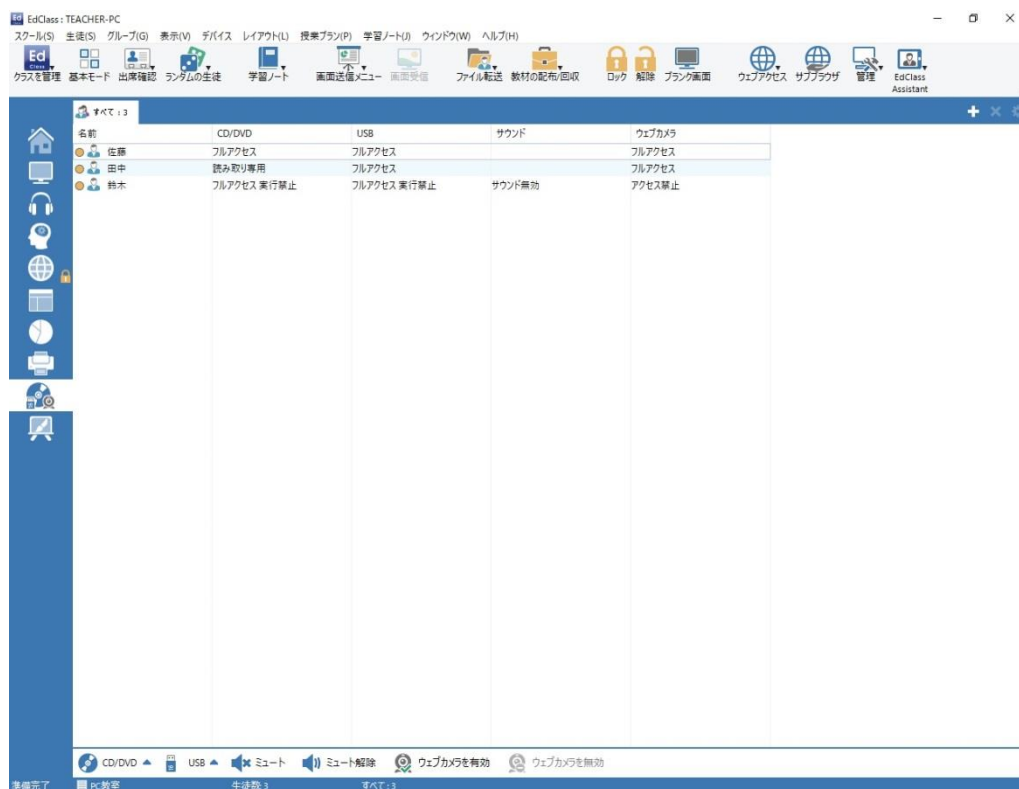 Ed EdClass : TEACHER-PC
スクール(S) 生徒(S) グループ(G) 表示(V) デバイス レイアウト(L) 授業プラン(P) 学習ノート(J) ウィンドウ(W) ヘルプ(H)
Ed
Class
クラスを管理 基本モード 出席確認 ランダムの生徒 学習ノート 画面送信メニュー 画面受信 ファイル転送 教材の配布/回収 ロック 解除 ブランク画面 ウェブアクセス サブブラウザ 管理 EdClass
Assistant
すべて : 3
名前 CD/DVD USB サウンド ウェブカメラ
佐藤 フルアクセス フルアクセス フルアクセス
田中 読み取り専用 フルアクセス フルアクセス
鈴木 フルアクセス 実行禁止 フルアクセス 実行禁止 サウンド無効 アクセス禁止
CD/DVD USB ミュート ミュート解除 ウェブカメラを有効 ウェブカメラを無効
準備完了 PC教室 生徒数: 3 すべて : 3